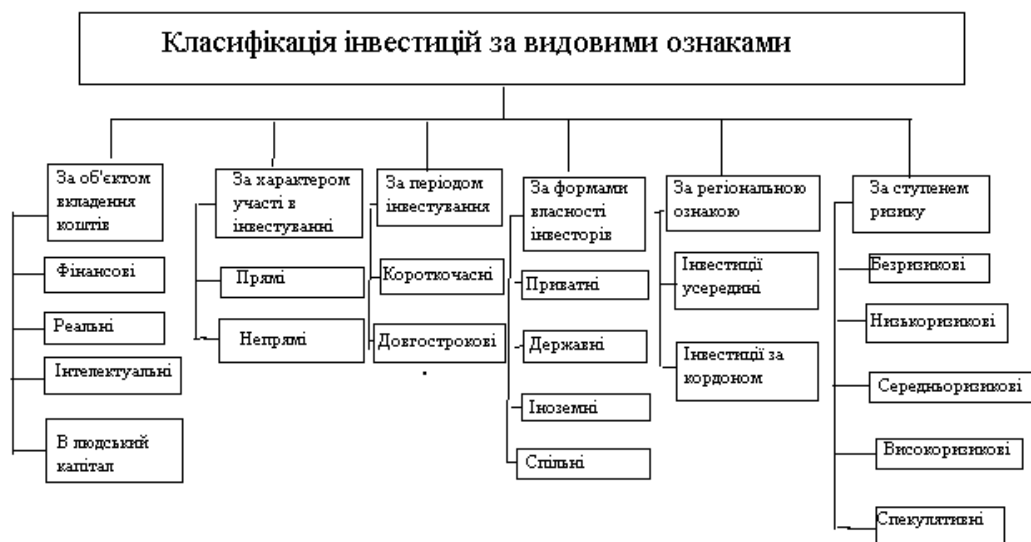 Класифікація інвестицій за видовими ознаками
За об'єктом
вкладення
коштів
Фінансові
Реальні
Інтелектуальні
В людський
капітал
За характером
участі в
інвестуванні
Прямі
Непрямі
За періодом
інвестування
Короткочасні
Довгострокові
За формами
власності
інвесторів
Приватні
Державні
Іноземні
Спільні
За регіональною
ознакою
Інвестиції
усередині
Інвестиції за
кордоном
За ступенем
ризику
Безризикові
Низькоризикові
Середньоризикові
Високоризикові
Спекулятивні